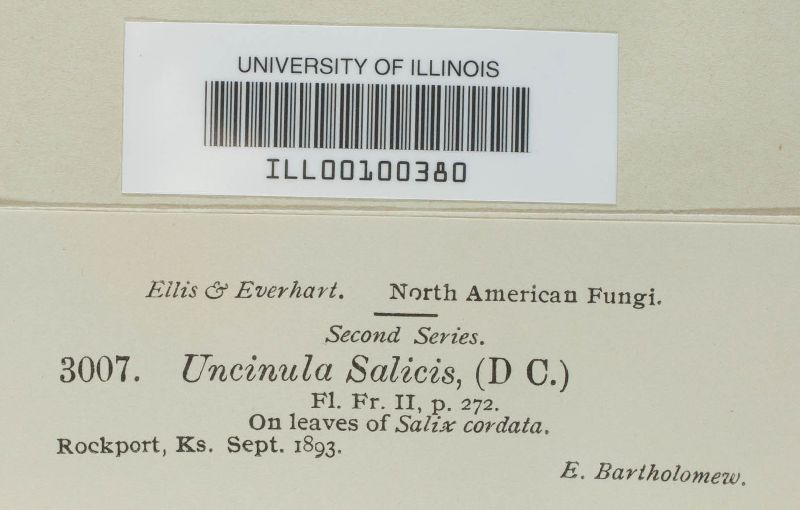 UNIVERSITY OF ILLINOIS
ILL00100380
Ellis & Everhart. North American Fungi.
Second Series.
3007. Uncinula Salicis, (D C.)
Fl. Fr. II, p. 272.
On leaves of Salix cordata.
Rockport, Ks. Sept. 1893.
E. Bartholomew.